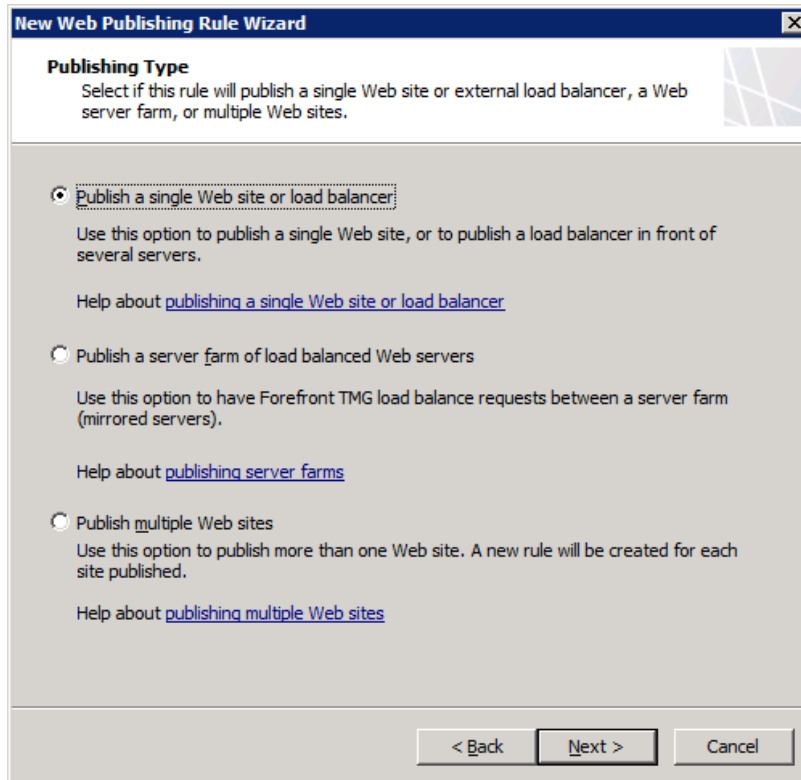 New Web Publishing Rule Wizard
Publishing Type
Select if this rule will publish a single Web site or external load balancer, a Web
server farm, or multiple Web sites.
Publish a single Web site or load balancer
Use this option to publish a single Web site, or to publish a load balancer in front of
several servers.
Help about publishing a single Web site or load balancer
Publish a server farm of load balanced Web servers
Use this option to have Forefront TMG load balance requests between a server farm
(mirrored servers).
Help about publishing server farms
Publish multiple Web sites
Use this option to publish more than one Web site. A new rule will be created for each
site published.
Help about publishing multiple Web sites
< Back Next > Cancel